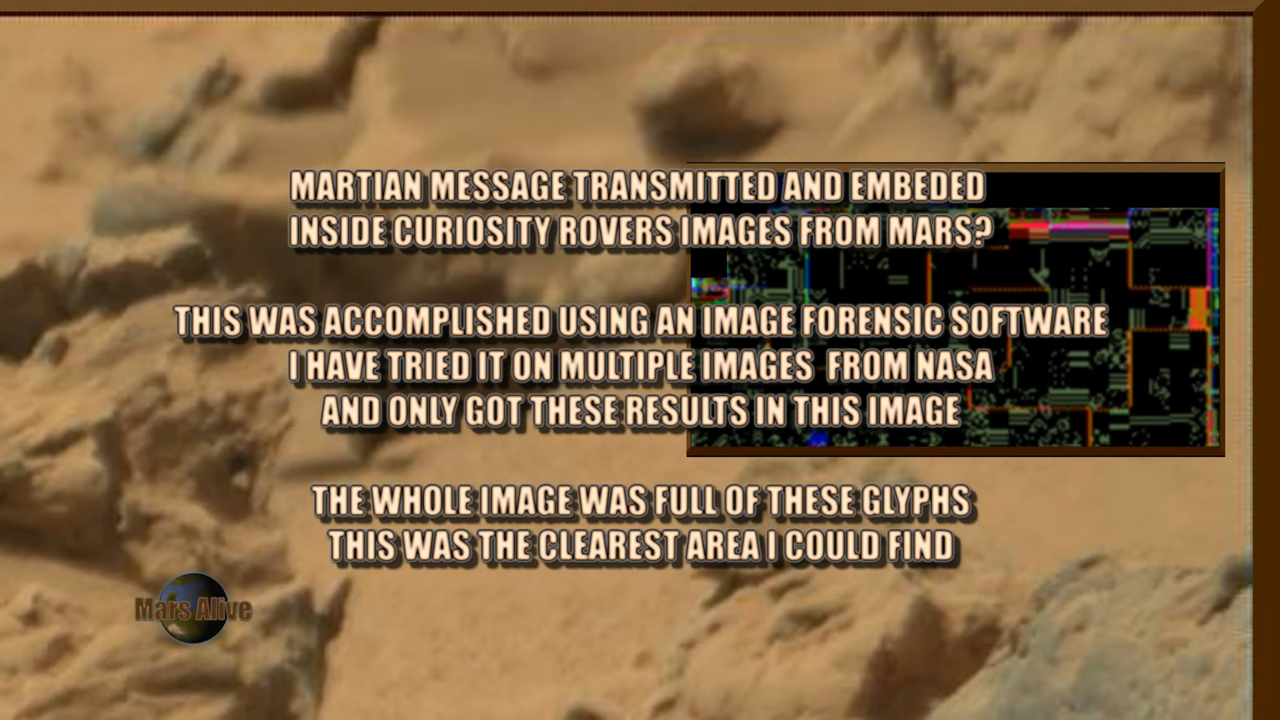 MARTIAN MESSAGE TRANSMITTED AND EMBEDED
INSIDE CURIOSITY ROVERS IMAGES FROM MARS?
THIS WAS ACCOMPLISHED USING AN IMAGE FORENSIC SOFTWARE
I HAVE TRIED IT ON MULTIPLE IMAGES FROM NASA
AND ONLY GOT THESE RESULTS IN THIS IMAGE
THE WHOLE IMAGE WAS FULL OF THESE GLYPHS
THIS WAS THE CLEAREST AREA I COULD FIND
Mars Alive